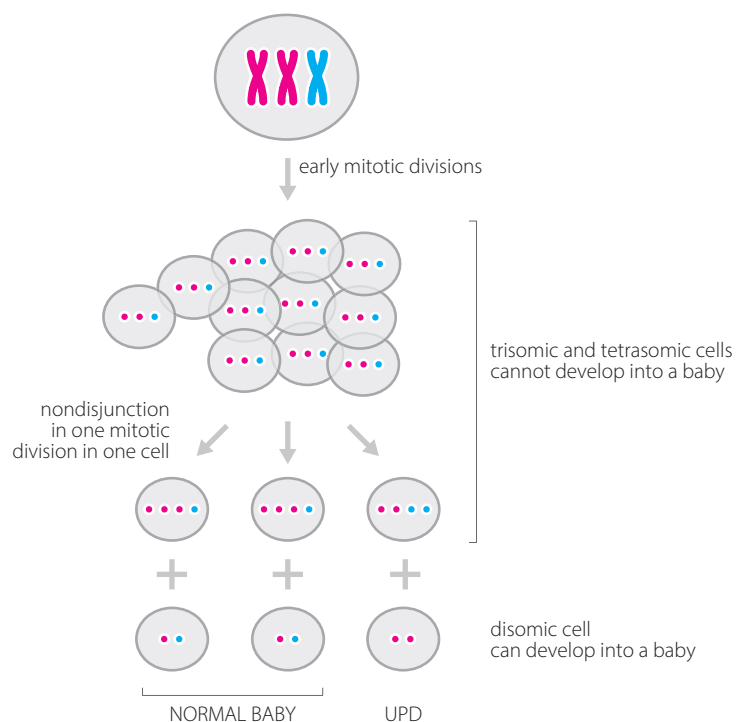 early mitotic divisions
trisomic and tetrasomic cells
cannot develop into a baby
nondisjunction
in one mitotic
division in one cell
disomic cell
can develop into a baby
NORMAL BABY
UPD